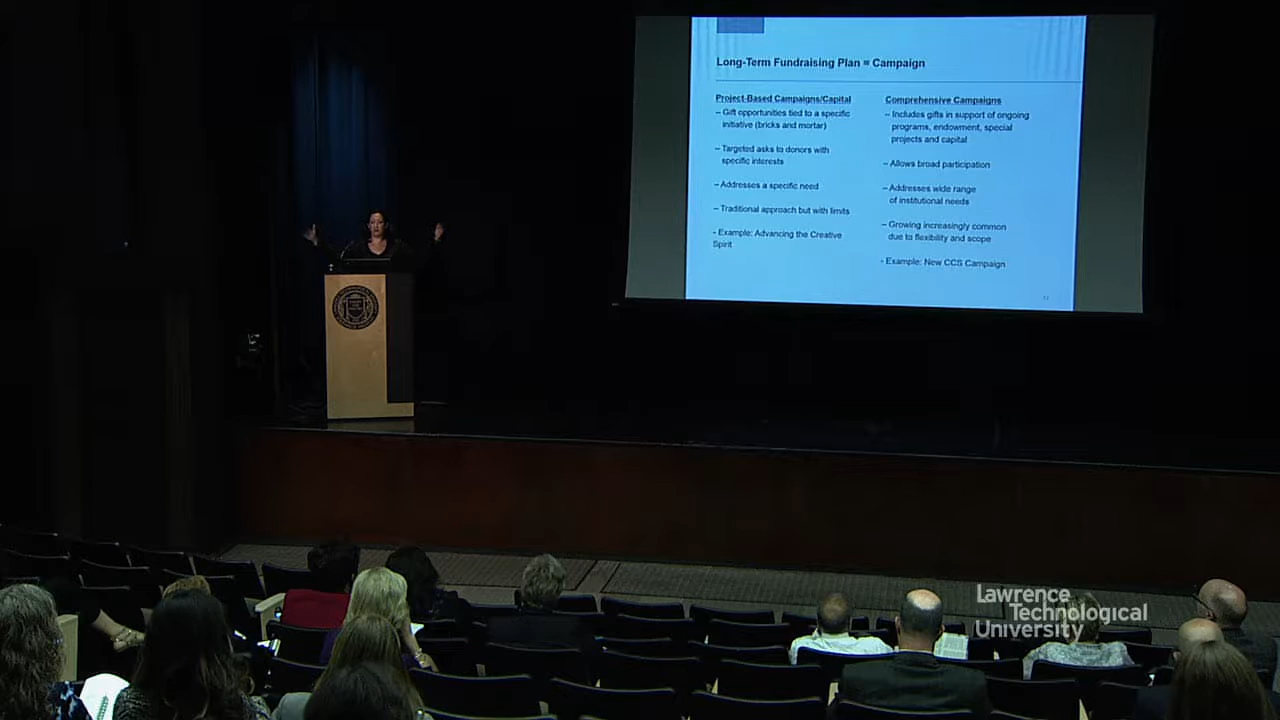 Long-Term Fundraising Plan = Campaign
Project-Based Campaigns/Capital
– Gift opportunities tied to a specific
initiative (bricks and mortar)
– Targeted asks to donors with
specific interests
– Addresses a specific need
– Traditional approach but with limits
- Example: Advancing the Creative
Spirit
Comprehensive Campaigns
– Includes gifts in support of ongoing
programs, endowment, special
projects and capital
– Allows broad participation
– Addresses wide range
of institutional needs
– Growing increasingly common
due to flexibility and scope
- Example: New CCS Campaign
Lawrence
Technological
University